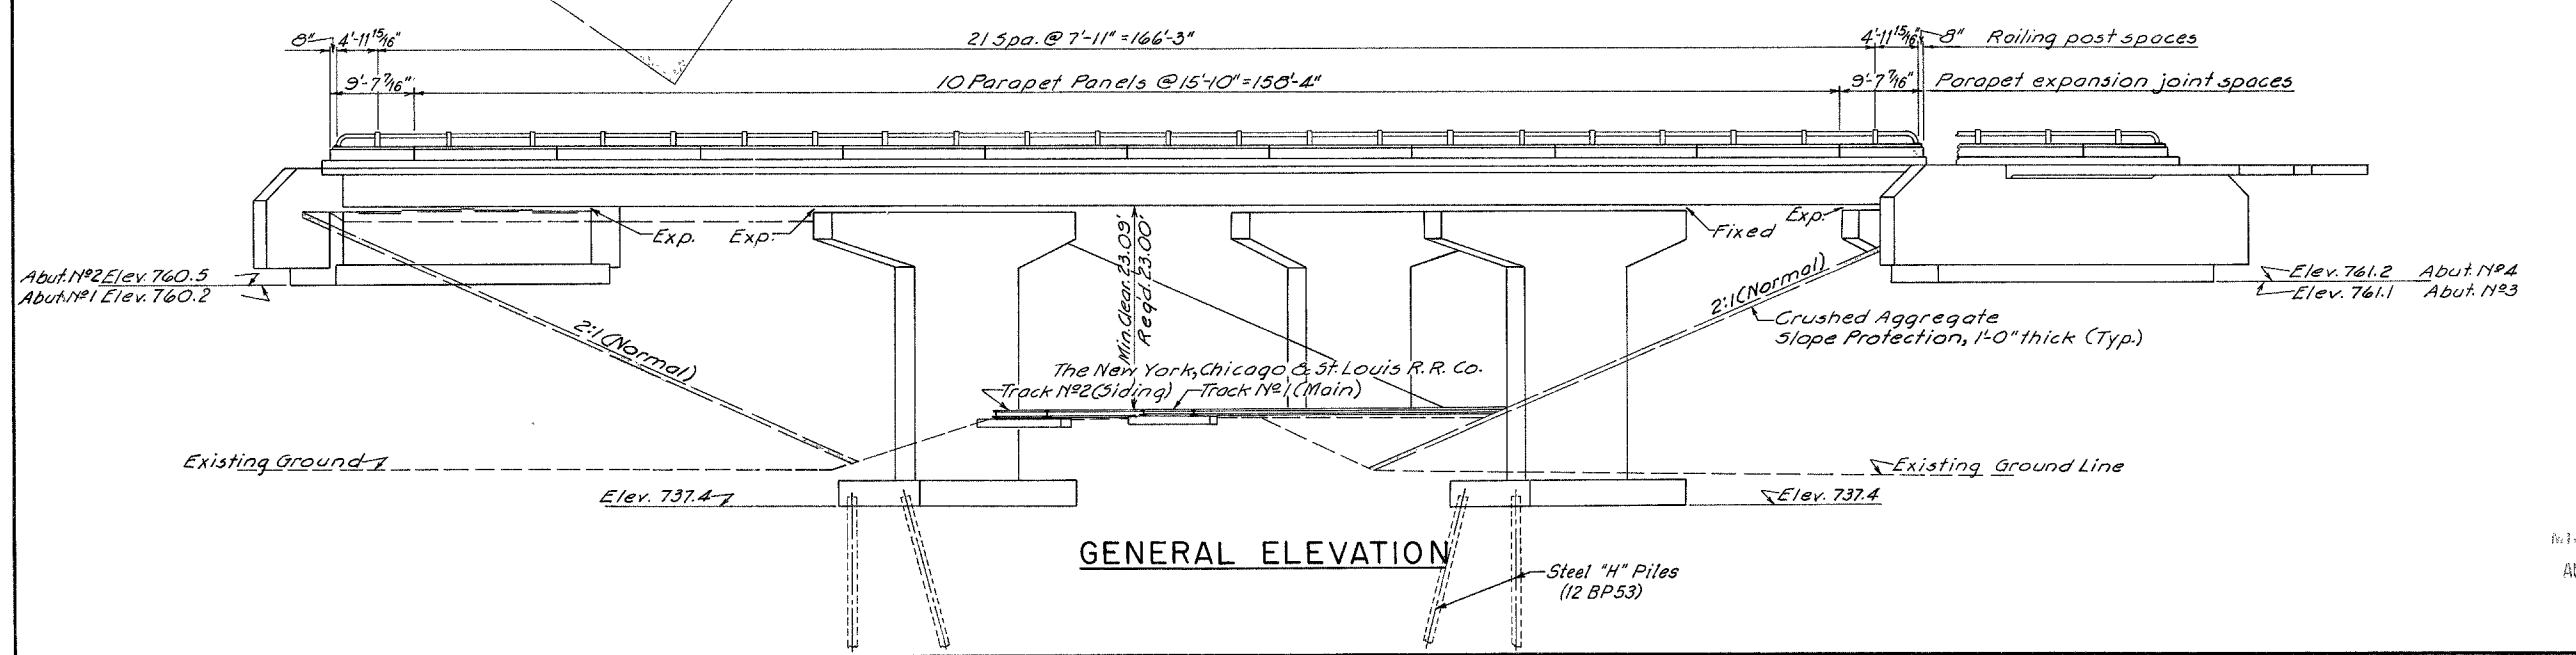 8" 4'-11 15/16" 21 Spa. @ 7'-11" = 166'-3" 4'-11 15/16" 8" Railing post spaces
9'-7 7/16" 10 Parapet Panels @ 15'-10" = 158'-4" 9'-7 7/16" Parapet expansion joint spaces
Exp. Exp. Fixed Exp.
Min. Clear. 23.09'
Req'd. 23.00'
Abut. Nº2 Elev. 760.5
Abut. Nº1 Elev. 760.2
Elev. 761.2 Abut. Nº4
Elev. 761.1 Abut. Nº3
2:1 (Normal)
2:1 (Normal)
Crushed Aggregate
Slope Protection, 1'-0" thick (Typ.)
The New York, Chicago & St. Louis R.R. Co.
Track Nº2 (Siding) Track Nº1 (Main)
Existing Ground
Existing Ground Line
Elev. 737.4
Elev. 737.4
GENERAL ELEVATION
Steel "H" Piles
(12 BP53)